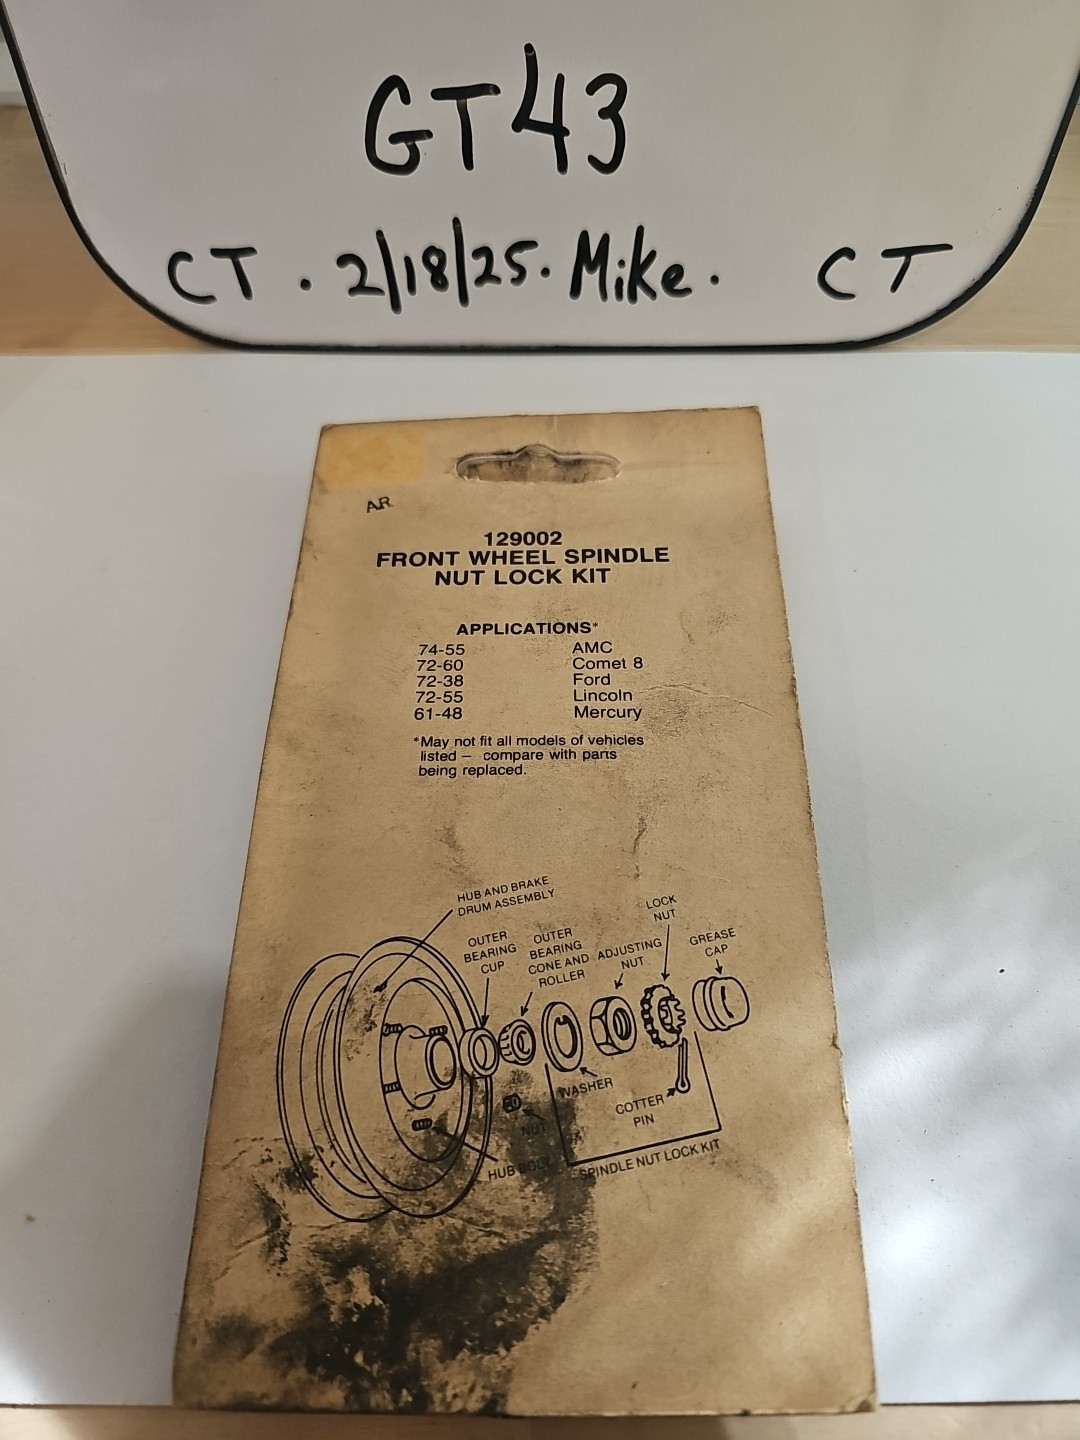 GT43
CT . 2/18/25. Mike. CT
AR
129002
FRONT WHEEL SPINDLE
NUT LOCK KIT
APPLICATIONS*
74-55 AMC
72-60 Comet 8
72-38 Ford
72-55 Lincoln
61-48 Mercury
*May not fit all models of vehicles
listed – compare with parts
being replaced.
HUB AND BRAKE
DRUM ASSEMBLY
OUTER
BEARING
CUP
OUTER
BEARING
CONE AND
ROLLER
ADJUSTING
NUT
LOCK
NUT
GREASE
CAP
WASHER
COTTER
PIN
NUT
HUB BOLT
SPINDLE NUT LOCK KIT